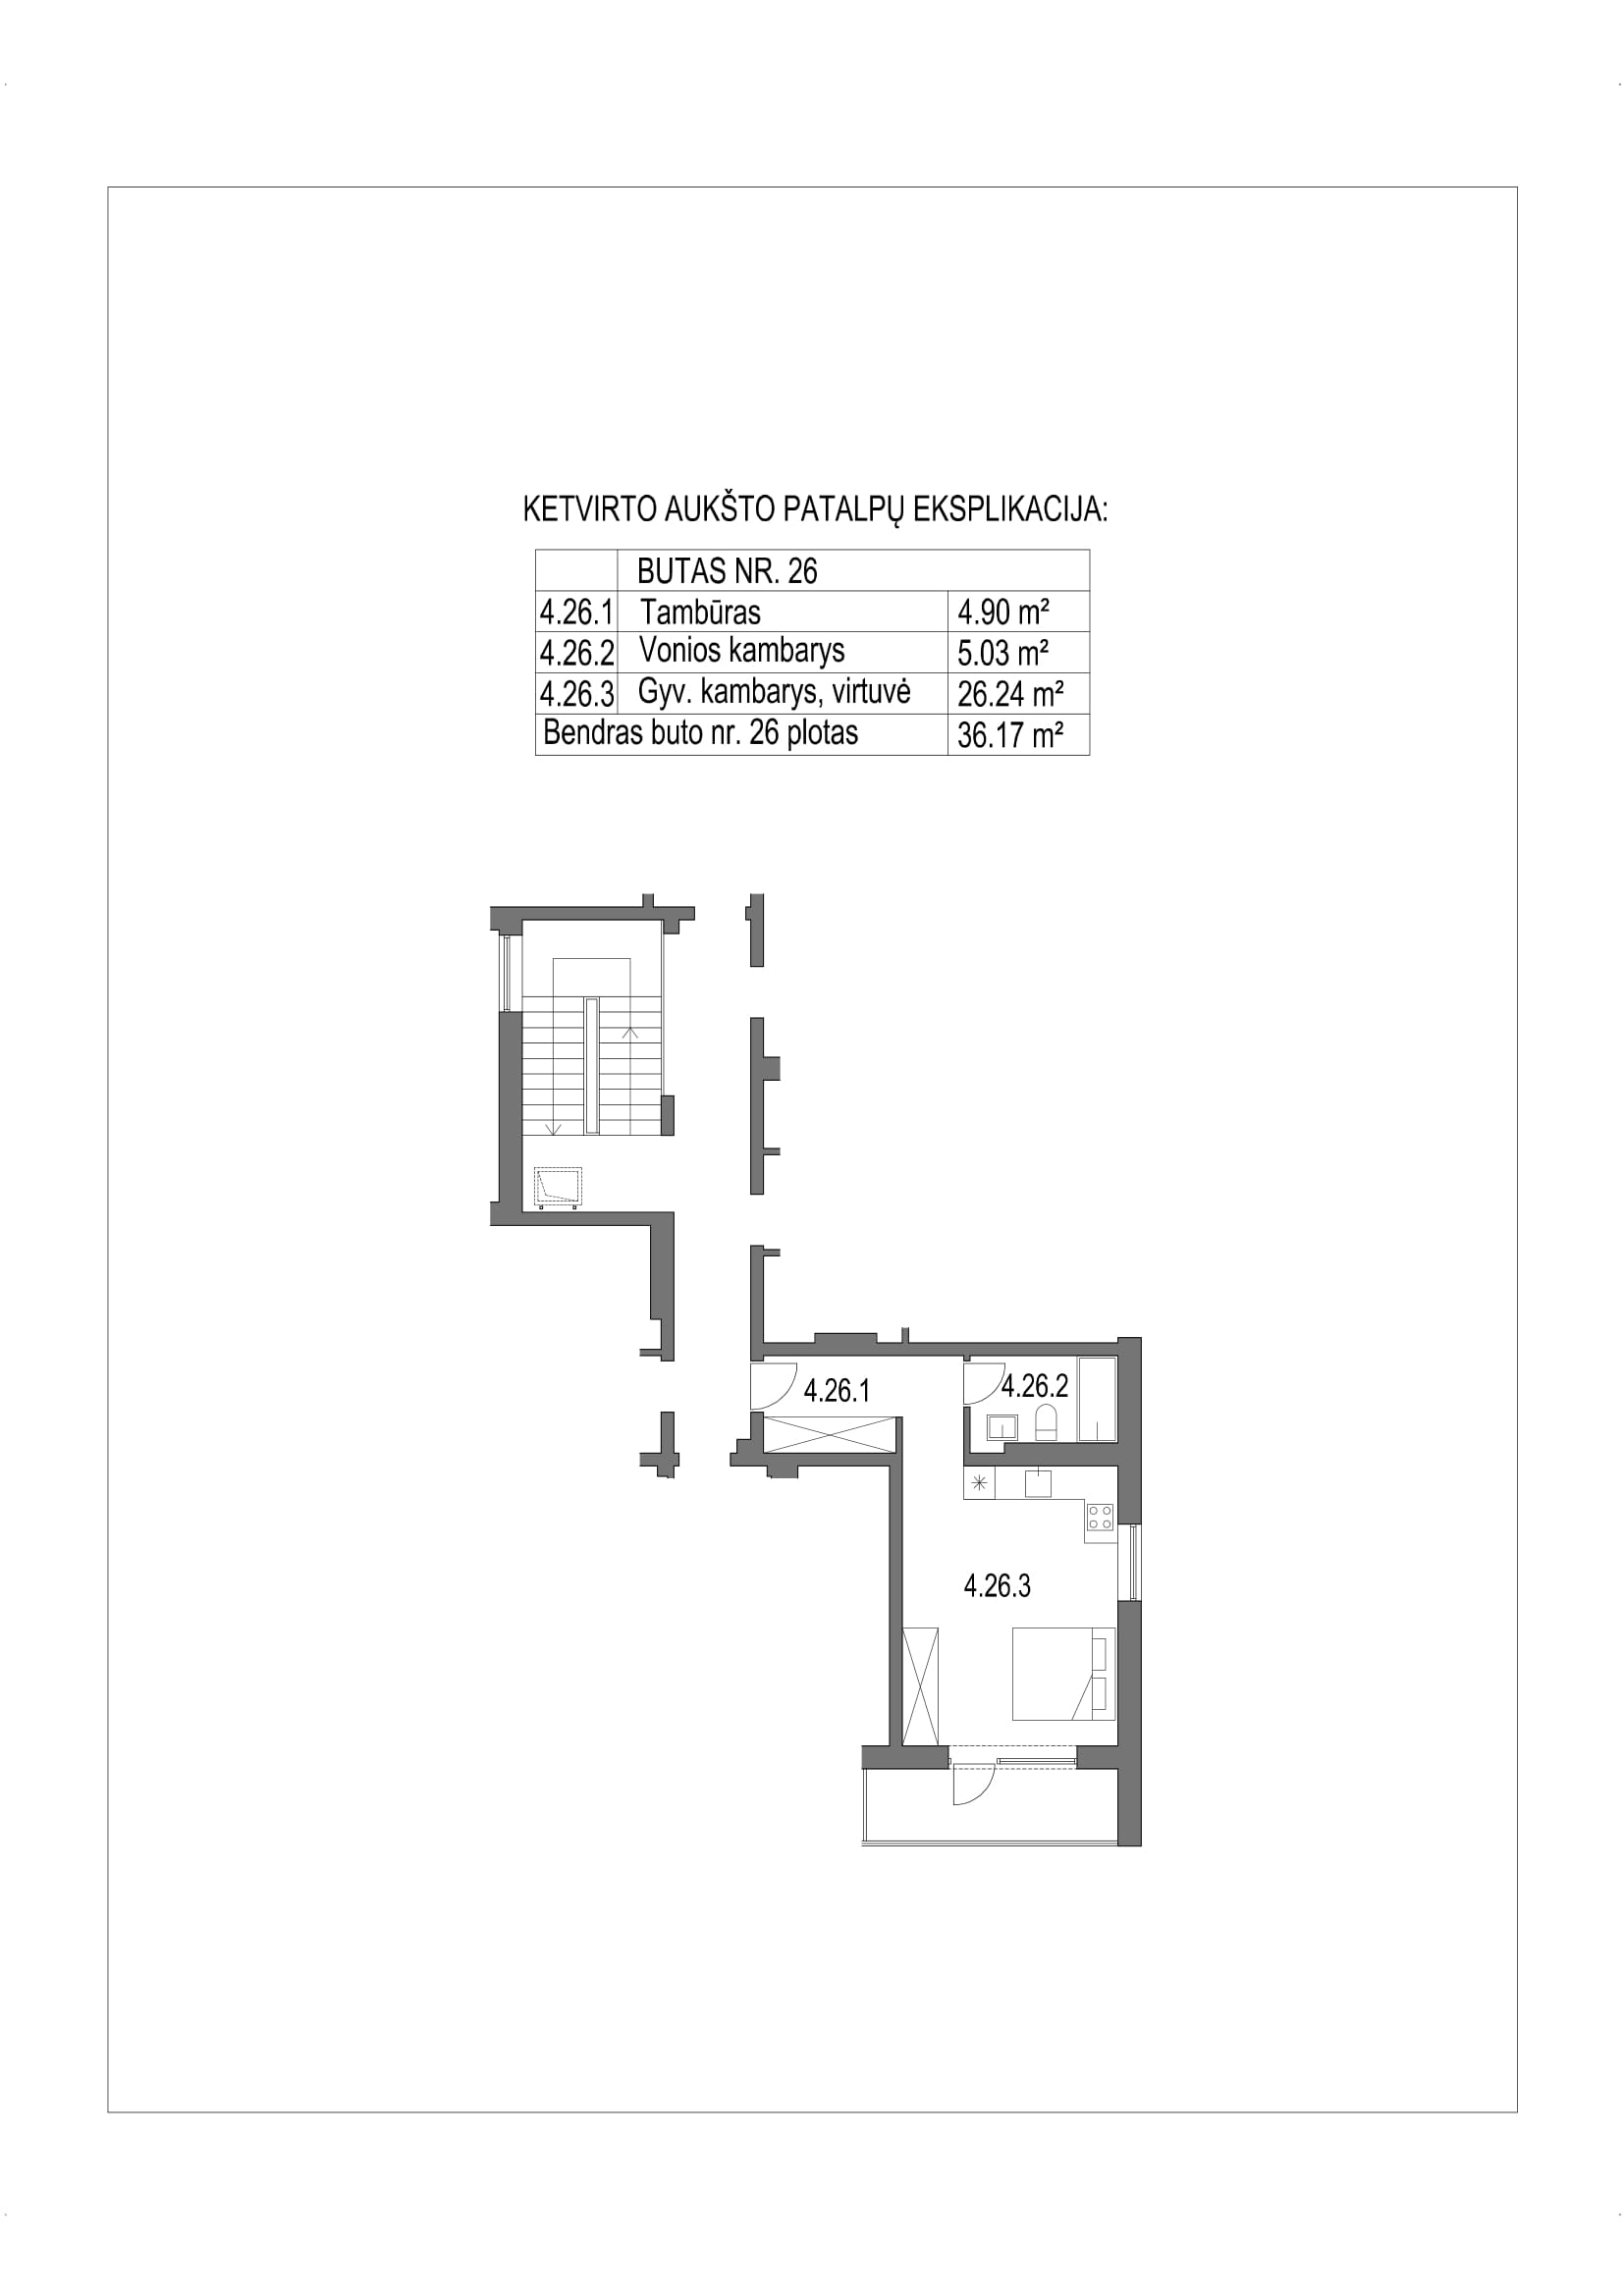 KETVIRTO AUKŠTO PATALPŲ EKSPLIKACIJA:
BUTAS NR. 26
4.26.1 Tambūras 4.90 m²
4.26.2 Vonios kambarys 5.03 m²
4.26.3 Gyv. kambarys, virtuvė 26.24 m²
Bendras buto nr. 26 plotas 36.17 m²
4.26.1
4.26.2
4.26.3